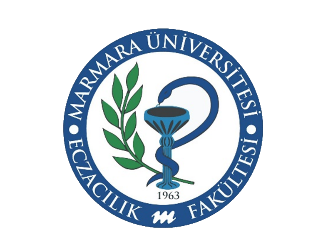 • MARMARA ÜNİVERSİTESİ •
ECZACILIK m FAKÜLTESİ
1963